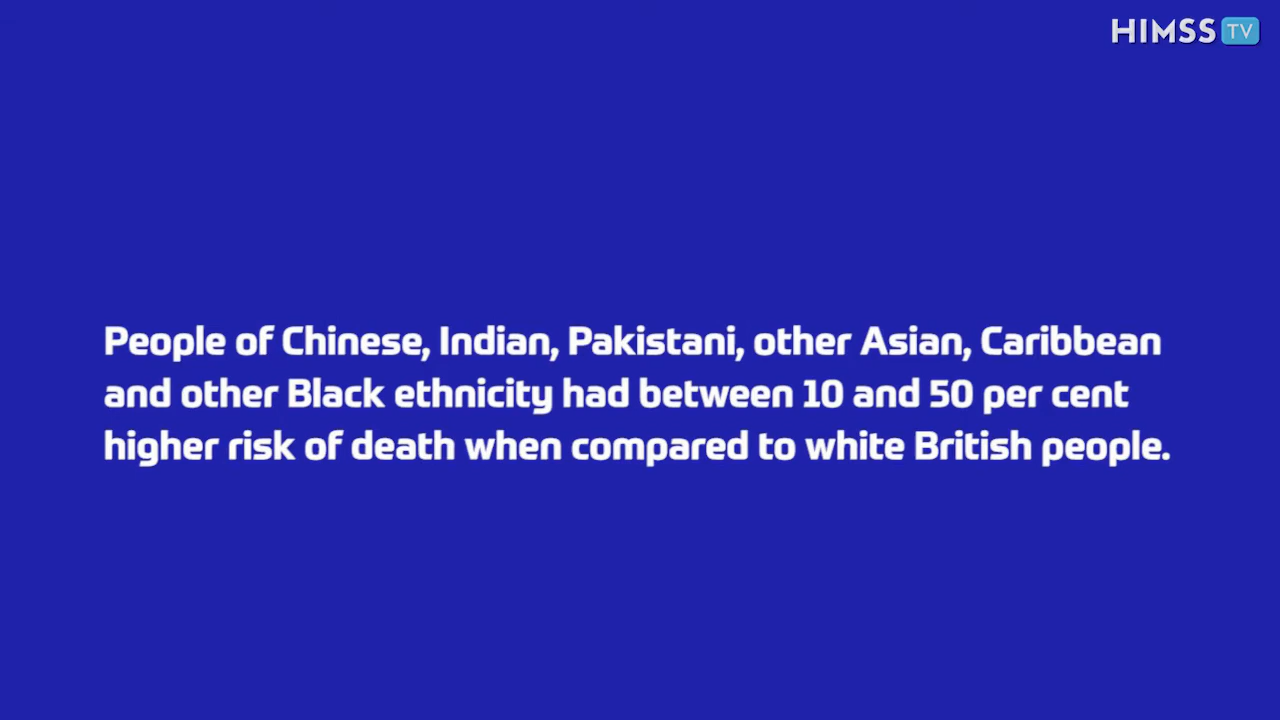 HIMSS TV
People of Chinese, Indian, Pakistani, other Asian, Caribbean
and other Black ethnicity had between 10 and 50 per cent
higher risk of death when compared to white British people.